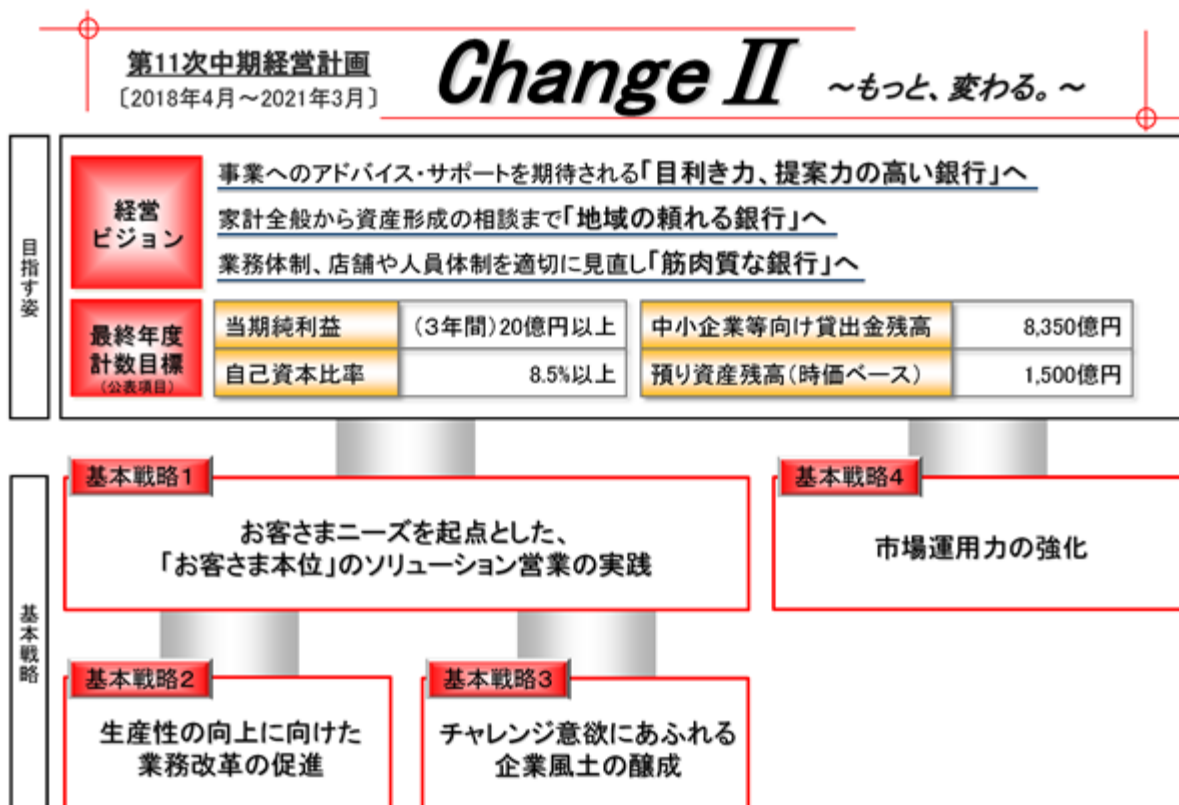 第11次中期経営計画
〔2018年4月～2021年3月〕
Change Ⅱ ～もっと、変わる。～
目指す姿
経営
ビジョン
事業へのアドバイス・サポートを期待される「目利き力、提案力の高い銀行」へ
家計全般から資産形成の相談まで「地域の頼れる銀行」へ
業務体制、店舗や人員体制を適切に見直し「筋肉質な銀行」へ
最終年度
計数目標
（公表項目）
当期純利益 （３年間）20億円以上 中小企業等向け貸出金残高 8,350億円
自己資本比率 8.5%以上 預り資産残高（時価ベース） 1,500億円
基本戦略
基本戦略１
お客さまニーズを起点とした、
「お客さま本位」のソリューション営業の実践
基本戦略４
市場運用力の強化
基本戦略２
生産性の向上に向けた
業務改革の促進
基本戦略３
チャレンジ意欲にあふれる
企業風土の醸成